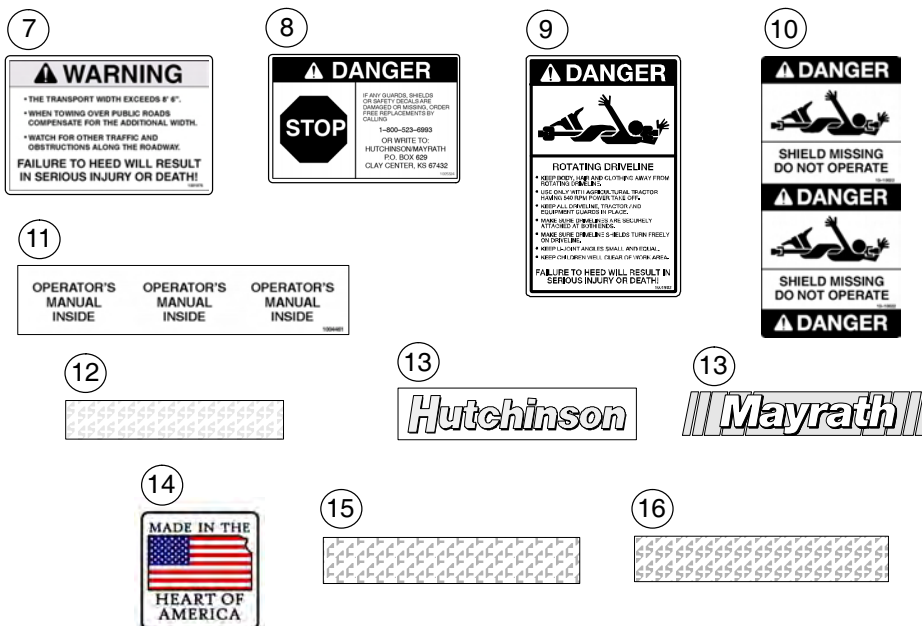 7
8
9
10
WARNING
• THE TRANSPORT WIDTH EXCEEDS 8' 6".
• WHEN TOWING OVER PUBLIC ROADS
COMPENSATE FOR THE ADDITIONAL WIDTH.
• WATCH FOR OTHER TRAFFIC AND
OBSTRUCTIONS ALONG THE ROADWAY.
FAILURE TO HEED WILL RESULT
IN SERIOUS INJURY OR DEATH!
DANGER
STOP
IF ANY GUARDS, SHIELDS
OR SAFETY DECALS ARE
DAMAGED OR MISSING, ORDER
FREE REPLACEMENTS BY
CALLING
1-800-523-6993
OR WRITE TO:
HUTCHINSON/MAYRATH
P.O. BOX 629
CLAY CENTER, KS 67432
DANGER
ROTATING DRIVELINE
• KEEP BODY, HAIR AND CLOTHING AWAY FROM
ROTATING DRIVELINE.
• USE ONLY WITH AGRICULTURAL TRACTOR
HAVING 540 RPM POWER TAKE OFF.
• KEEP ALL DRIVELINE, TRACTOR AND
EQUIPMENT GUARDS IN PLACE.
• MAKE SURE DRIVELINES ARE SECURELY
ATTACHED AT BOTH ENDS.
• MAKE SURE DRIVELINE SHIELDS TURN FREELY
ON DRIVELINE.
• KEEP U-JOINT ANGLES SMALL AND EQUAL.
• KEEP CHILDREN WELL CLEAR OF WORK AREA.
FAILURE TO HEED WILL RESULT IN
SERIOUS INJURY OR DEATH!
DANGER
SHIELD MISSING
DO NOT OPERATE
DANGER
SHIELD MISSING
DO NOT OPERATE
DANGER
11
OPERATOR'S
MANUAL
INSIDE
OPERATOR'S
MANUAL
INSIDE
OPERATOR'S
MANUAL
INSIDE
1004461
12
13
Hutchinson
13
Mayrath
14
MADE IN THE
HEART OF
AMERICA
15
16